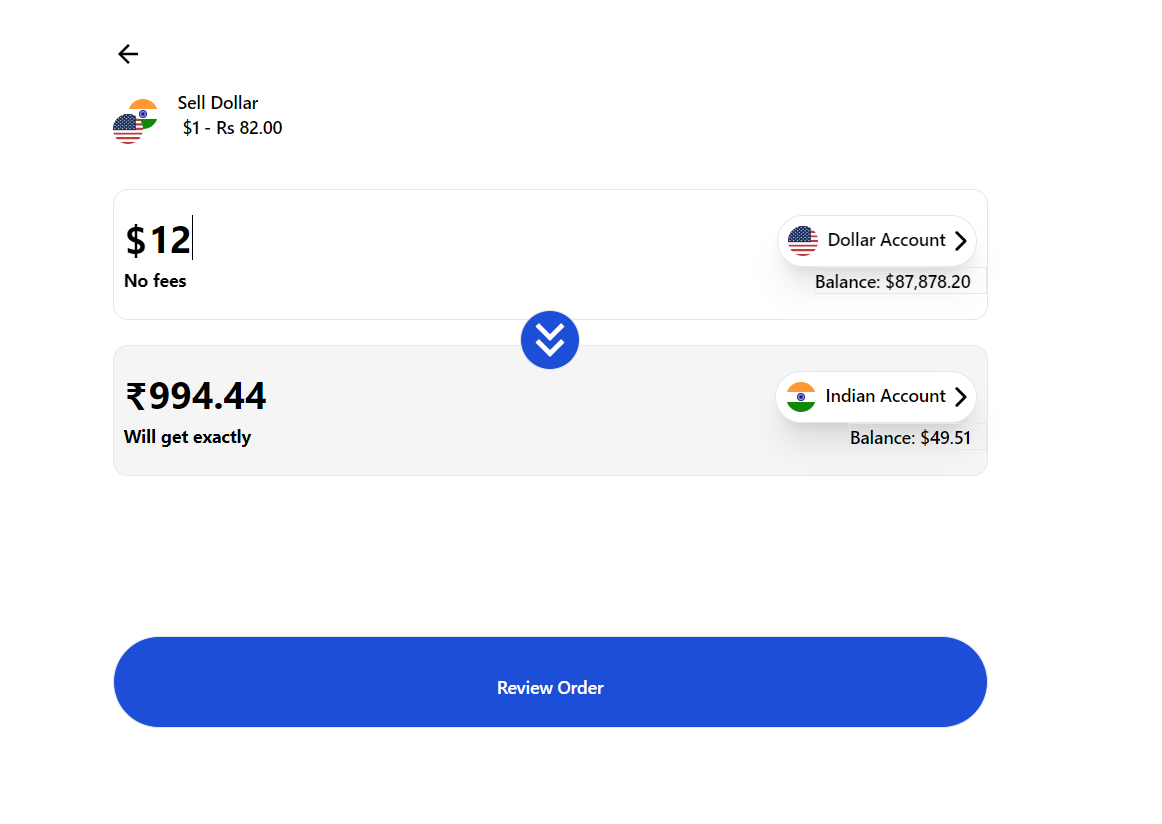 Sell Dollar
$1 - Rs 82.00
$12
Dollar Account
No fees
Balance: $87,878.20
₹994.44
Indian Account
Will get exactly
Balance: $49.51
Review Order